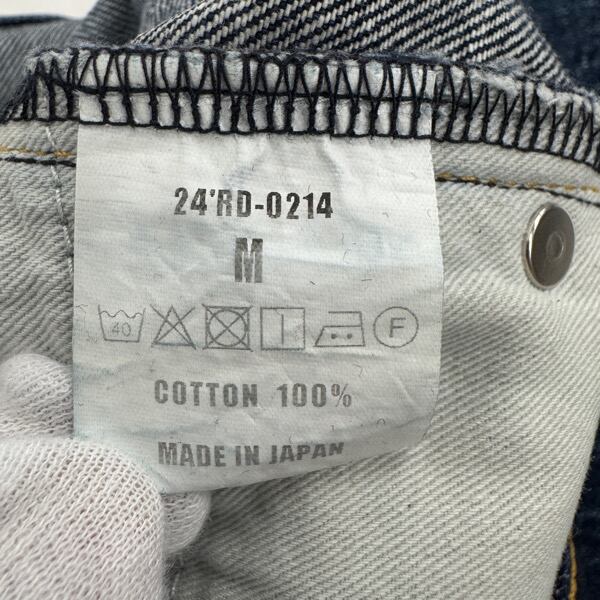 24'RD-0214
M
40 F
COTTON 100%
MADE IN JAPAN